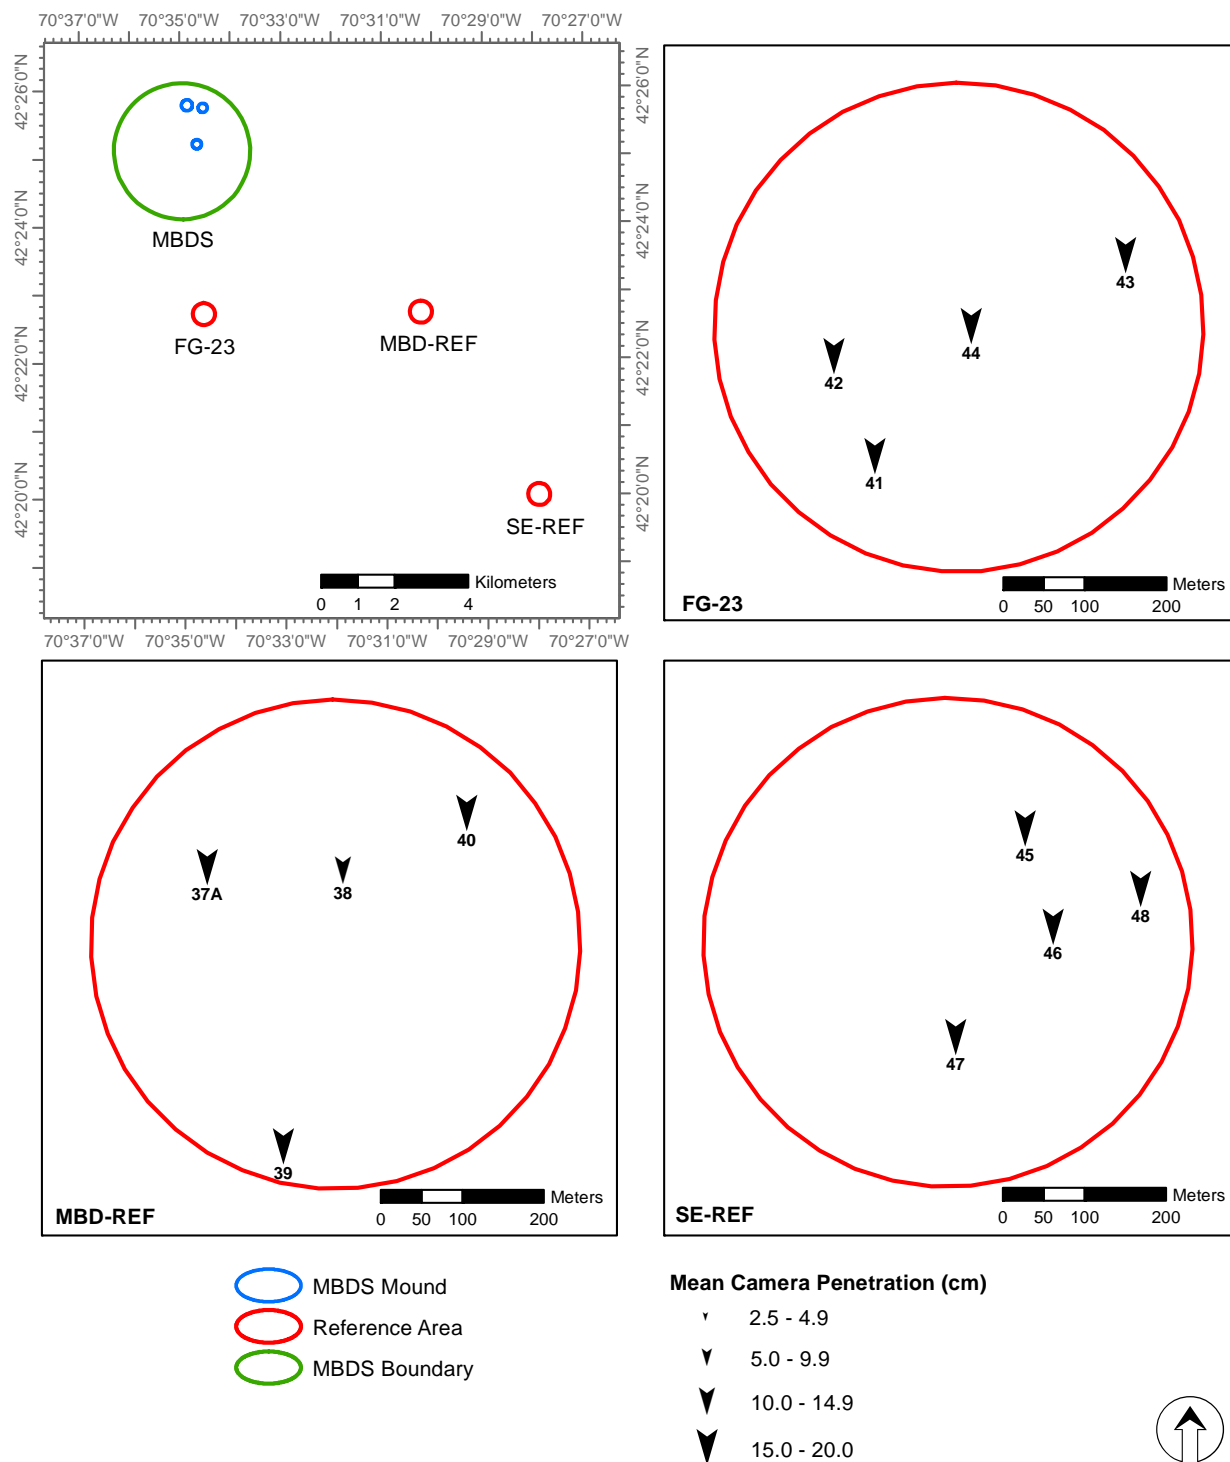 70°37'0"W 70°35'0"W 70°33'0"W 70°31'0"W 70°29'0"W 70°27'0"W
42°26'0"N
42°24'0"N
42°22'0"N
42°20'0"N
42°26'0"N
42°24'0"N
42°22'0"N
42°20'0"N
MBDS
FG-23
MBD-REF
SE-REF
Kilometers
0 1 2 4
70°37'0"W 70°35'0"W 70°33'0"W 70°31'0"W 70°29'0"W 70°27'0"W
43
44
42
41
Meters
0 50 100 200
FG-23
40
37A
38
39
Meters
0 50 100 200
MBD-REF
45
48
46
47
Meters
0 50 100 200
SE-REF
MBDS Mound
Reference Area
MBDS Boundary
Mean Camera Penetration (cm)
2.5 - 4.9
5.0 - 9.9
10.0 - 14.9
15.0 - 20.0